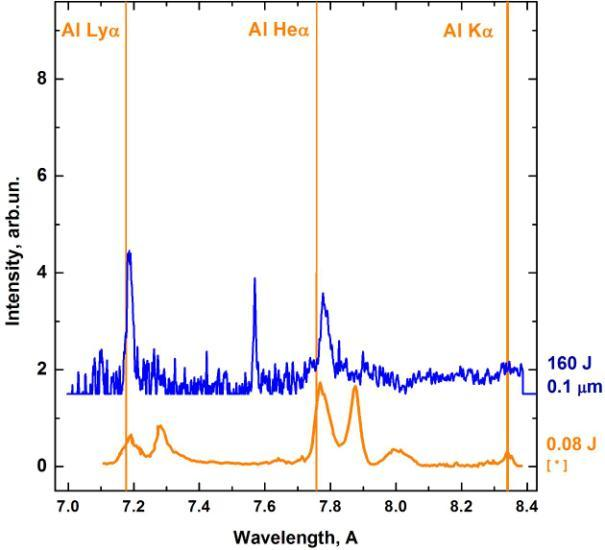 Al Lyα
Al Heα
Al Kα
8
6
4
2
0
Intensity, arb.un.
160 J
0.1 μm
0.08 J
[*]
7.0 7.2 7.4 7.6 7.8 8.0 8.2 8.4
Wavelength, A